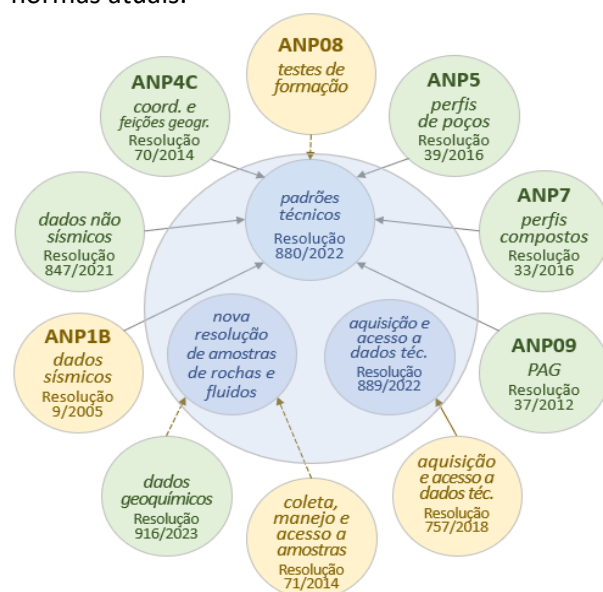 normas atuais.
ANP08
testes de
formação
ANP4C
coord. e
feições geogr.
Resolução
70/2014
ANP5
perfis
de poços
Resolução
39/2016
padrões
técnicos
Resolução
880/2022
dados não
sísmicos
Resolução
847/2021
ANP7
perfis
compostos
Resolução
33/2016
nova
resolução
de amostras
de rochas e
fluidos
aquisição e
acesso a
dados téc.
Resolução
889/2022
ANP1B
dados
sísmicos
Resolução
9/2005
ANP09
PAG
Resolução
37/2012
dados
geoquímicos
Resolução
916/2023
coleta,
manejo e
acesso a
amostras
Resolução
71/2014
aquisição
e acesso a
dados téc.
Resolução
757/2018